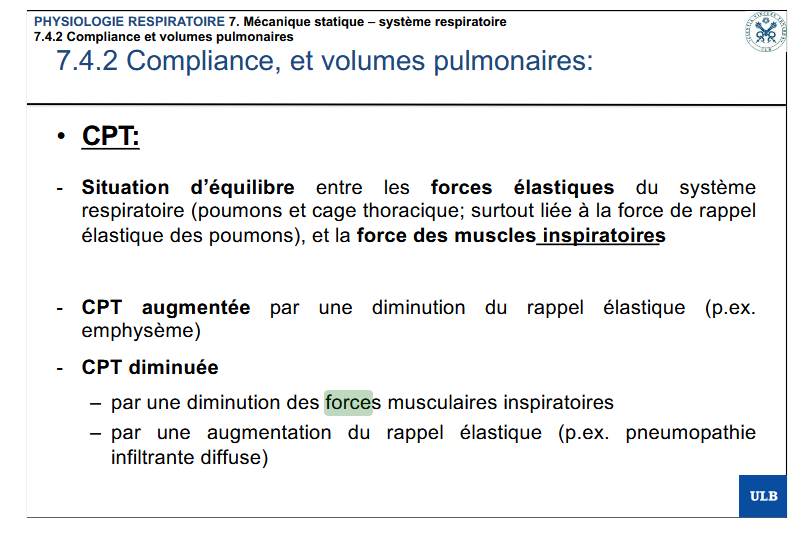 PHYSIOLOGIE RESPIRATOIRE 7. Mécanique statique – système respiratoire
7.4.2 Compliance et volumes pulmonaires
7.4.2 Compliance, et volumes pulmonaires:
• CPT:
- Situation d’équilibre entre les forces élastiques du système
respiratoire (poumons et cage thoracique; surtout liée à la force de rappel
élastique des poumons), et la force des muscles inspiratoires
- CPT augmentée par une diminution du rappel élastique (p.ex.
emphysème)
- CPT diminuée
– par une diminution des forces musculaires inspiratoires
– par une augmentation du rappel élastique (p.ex. pneumopathie
infiltrante diffuse)
ULB